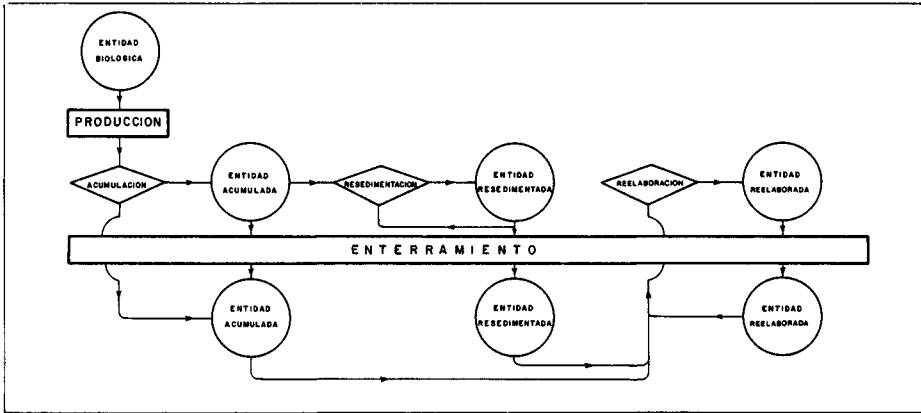 ENTIDAD
BIOLOGICA
PRODUCCION
ACUMULACION
ENTIDAD
ACUMULADA
RESEDIMENTACION
ENTIDAD
RESEDIMENTADA
REELABORACION
ENTIDAD
REELABORADA
ENTERRAMIENTO
ENTIDAD
ACUMULADA
ENTIDAD
RESEDIMENTADA
ENTIDAD
REELABORADA